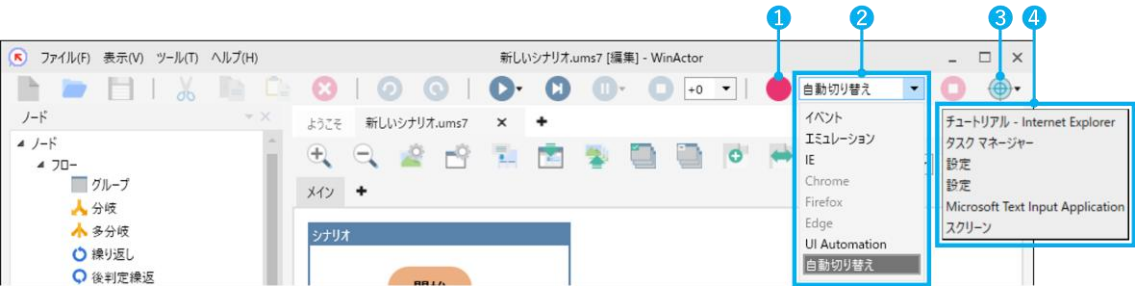 1 2 3 4
ファイル(F) 表示(V) ツール(T) ヘルプ(H) 新しいシナリオ.ums7 [編集] - WinActor
+0 自動切り替え
ノード
ノード
フロー
グループ
分岐
多分岐
繰り返し
後判定繰返
ようこそ 新しいシナリオ.ums7
メイン
シナリオ
開始
イベント
エミュレーション
IE
Chrome
Firefox
Edge
UI Automation
自動切り替え
チュートリアル - Internet Explorer
タスク マネージャー
設定
設定
Microsoft Text Input Application
スクリーン